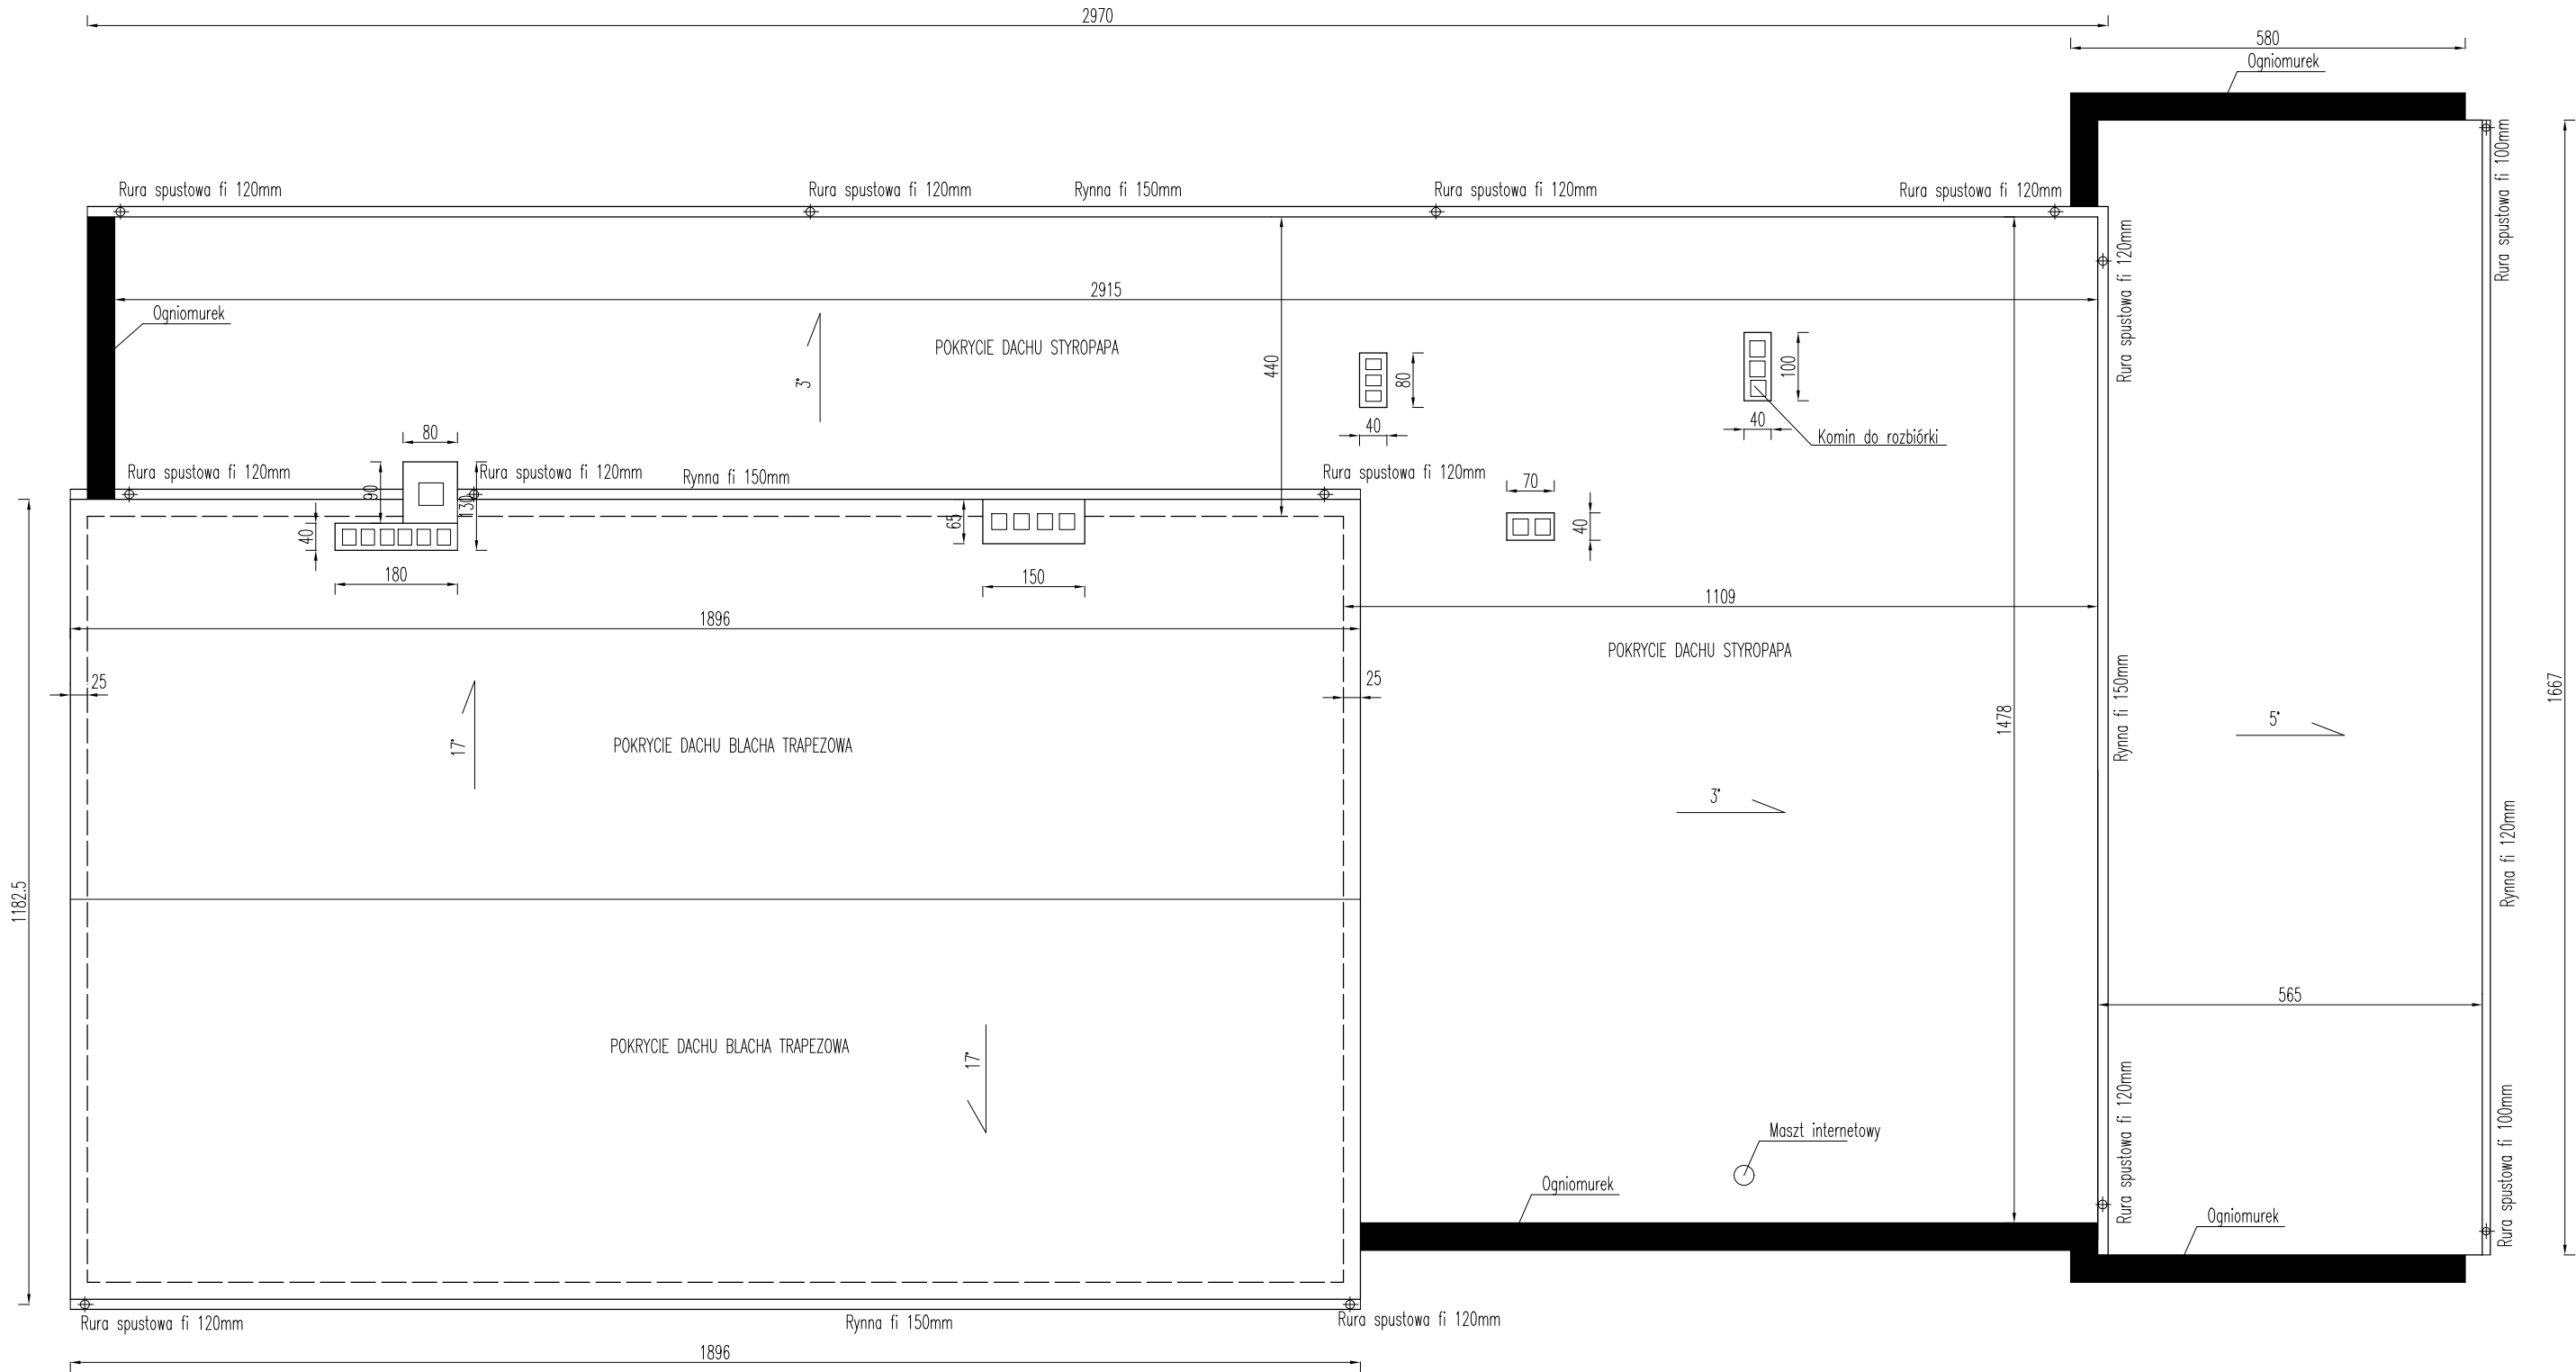 2970
580
Ogniomurek
Rura spustowa fi 120mm
Rura spustowa fi 120mm
Rynna fi 150mm
Rura spustowa fi 120mm
Rura spustowa fi 120mm
Rura spustowa fi 100mm
Rura spustowa fi 120mm
2915
Ogniomurek
POKRYCIE DACHU STYROPAPA
3°
440
80
40
100
40
Komin do rozbiórki
80
Rura spustowa fi 120mm
90
130
Rura spustowa fi 120mm
Rynna fi 150mm
Rura spustowa fi 120mm
70
40
40
65
180
150
1896
1109
POKRYCIE DACHU STYROPAPA
25
25
1667
Rynna fi 150mm
1478
5°
17°
POKRYCIE DACHU BLACHA TRAPEZOWA
3°
Rynna fi 120mm
1182.5
565
POKRYCIE DACHU BLACHA TRAPEZOWA
17°
Maszt internetowy
Rura spustowa fi 120mm
Rura spustowa fi 100mm
Ogniomurek
Ogniomurek
Rura spustowa fi 120mm
Rynna fi 150mm
Rura spustowa fi 120mm
1896